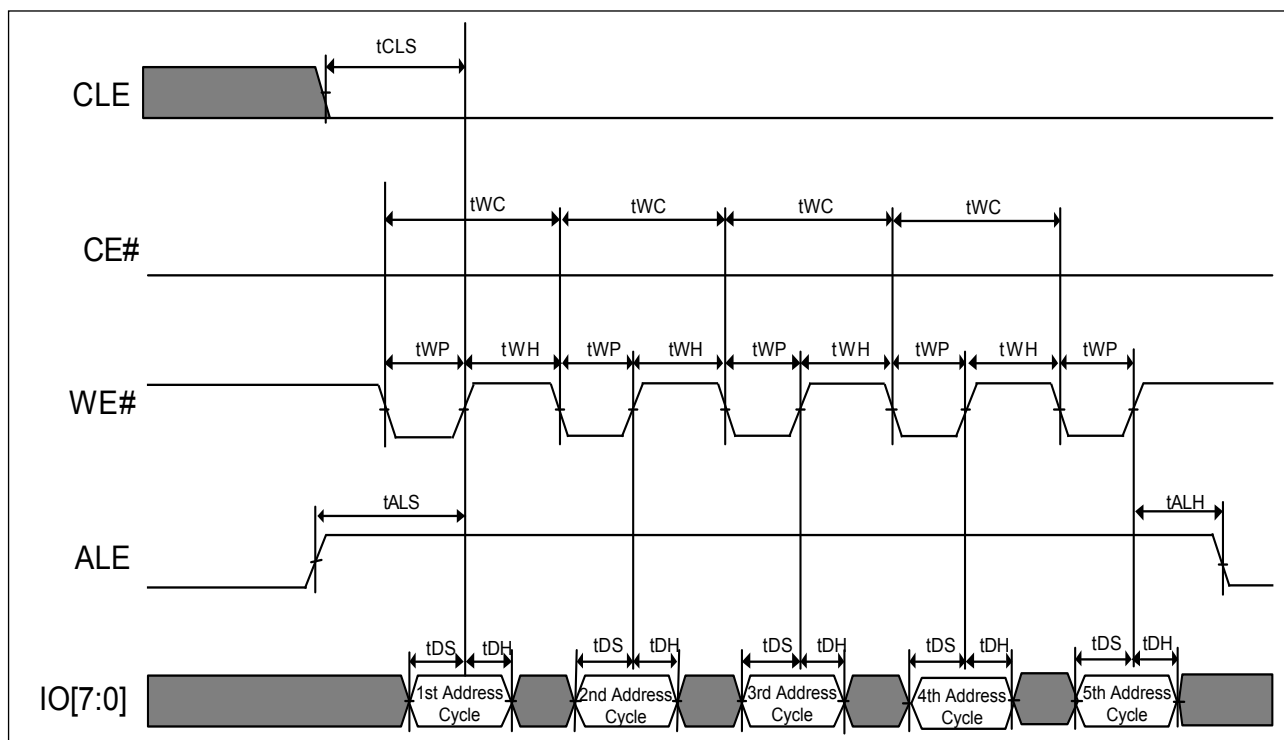 tCLS
CLE
tWC tWC tWC tWC
CE#
tWP tWH tWP tWH tWP tWH tWP tWH tWP
WE#
tALS tALH
ALE
tDS tDH tDS tDH tDS tDH tDS tDH tDS tDH
IO[7:0]
1st Address
Cycle
2nd Address
Cycle
3rd Address
Cycle
4th Address
Cycle
5th Address
Cycle